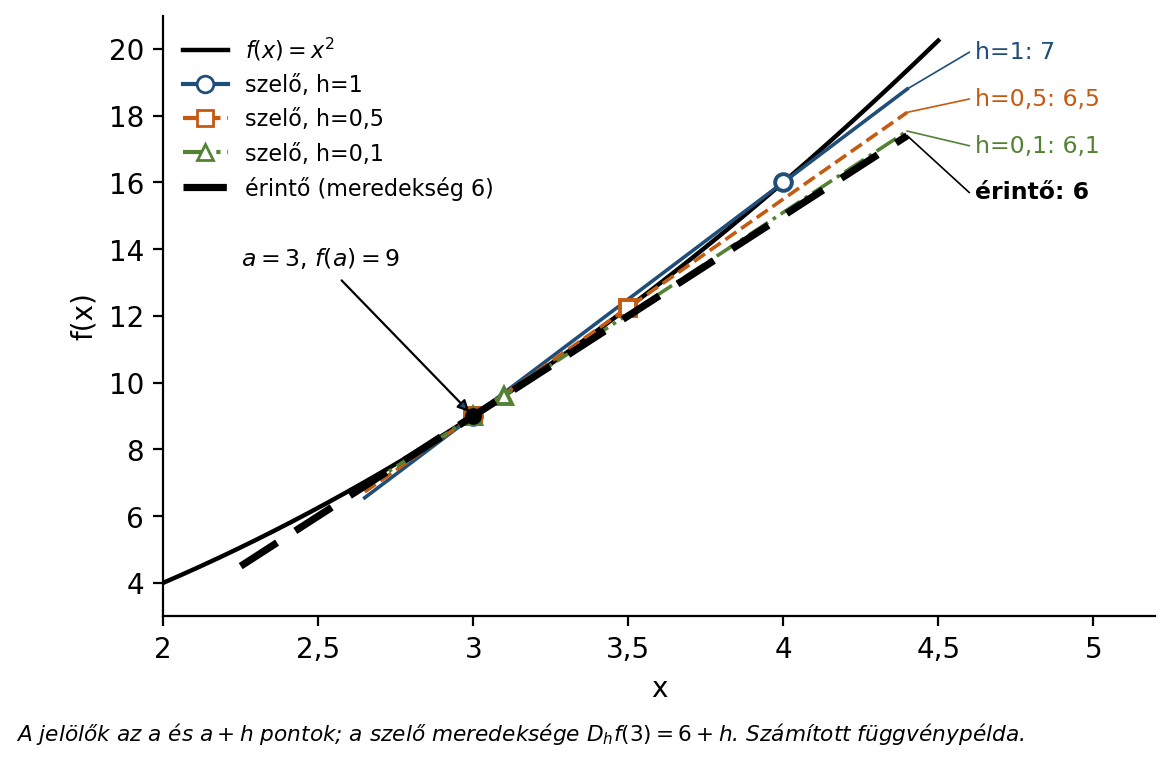 f(x) = x²
szelő, h=1
szelő, h=0,5
szelő, h=0,1
érintő (meredekség 6)
h=1: 7
h=0,5: 6,5
h=0,1: 6,1
érintő: 6
a = 3, f(a) = 9
f(x)
20
18
16
14
12
10
8
6
4
2 2,5 3 3,5 4 4,5 5
x
A jelölők az a és a + h pontok; a szelő meredeksége Dₕf(3) = 6 + h. Számított függvénypélda.